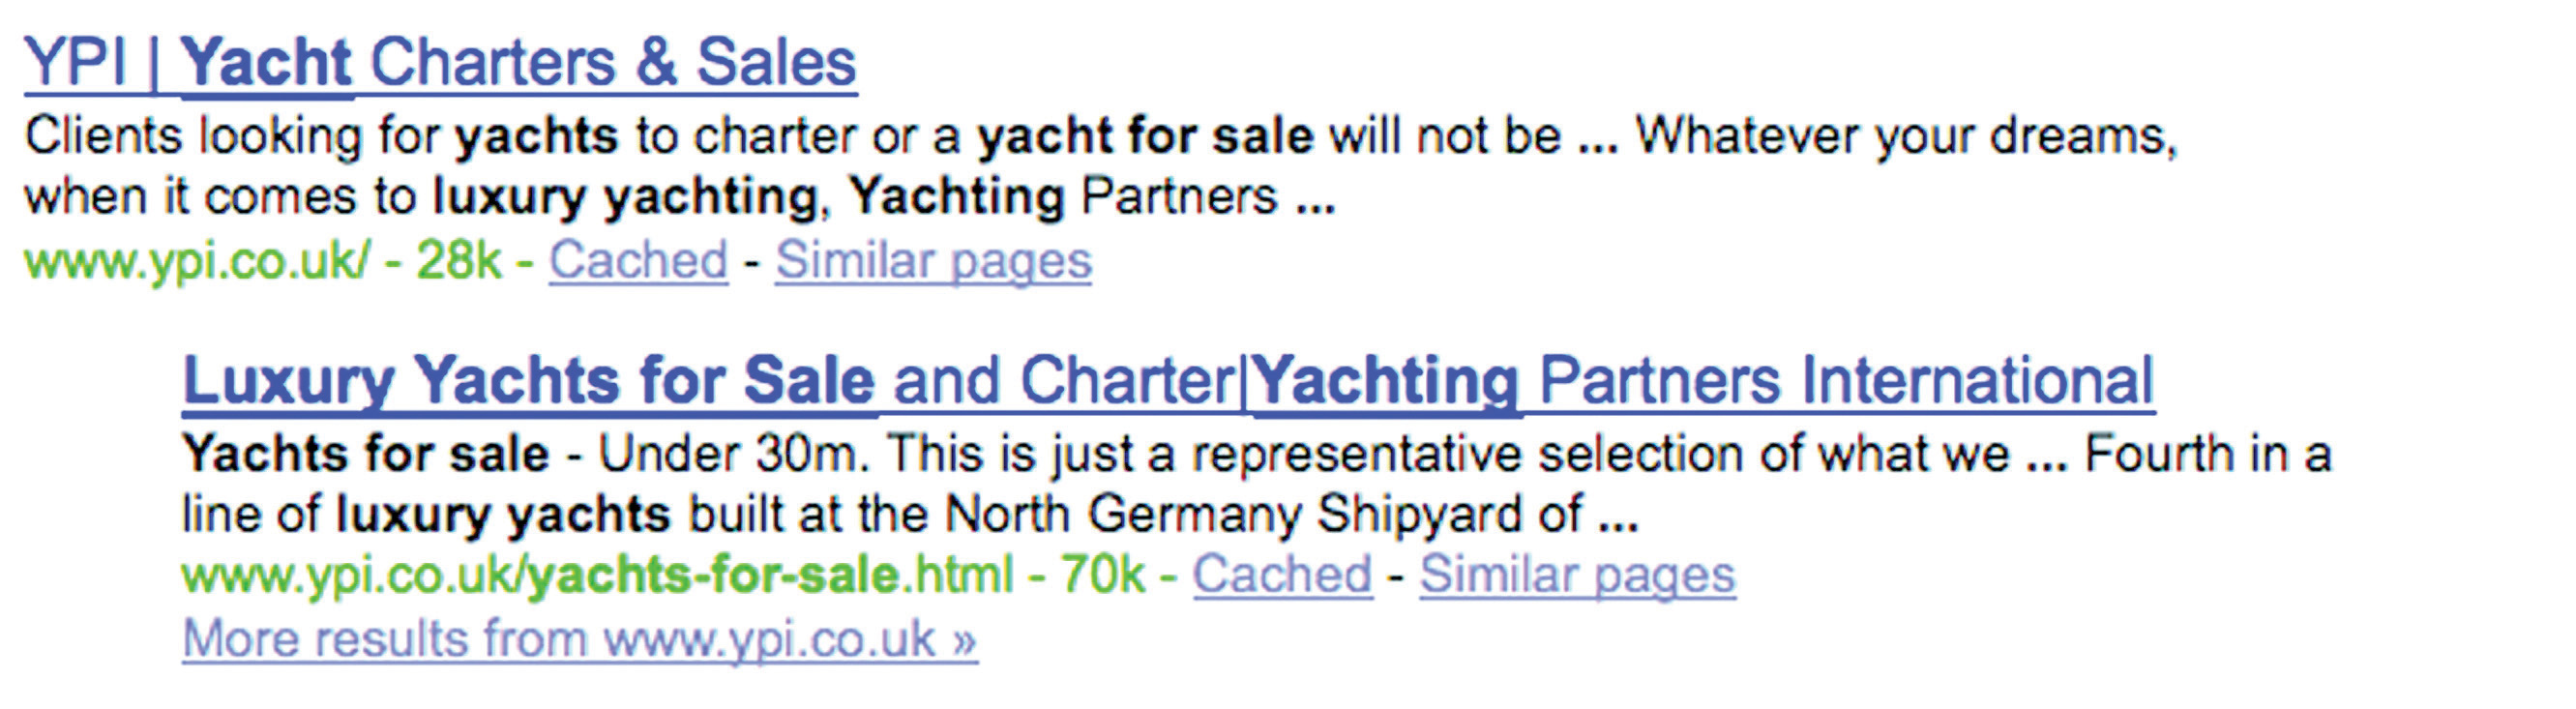 YPI | Yacht Charters & Sales
Clients looking for yachts to charter or a yacht for sale will not be ... Whatever your dreams,
when it comes to luxury yachting, Yachting Partners ...
www.ypi.co.uk/ - 28k - Cached - Similar pages
Luxury Yachts for Sale and Charter|Yachting Partners International
Yachts for sale - Under 30m. This is just a representative selection of what we ... Fourth in a
line of luxury yachts built at the North Germany Shipyard of ...
www.ypi.co.uk/yachts-for-sale.html - 70k - Cached - Similar pages
More results from www.ypi.co.uk »